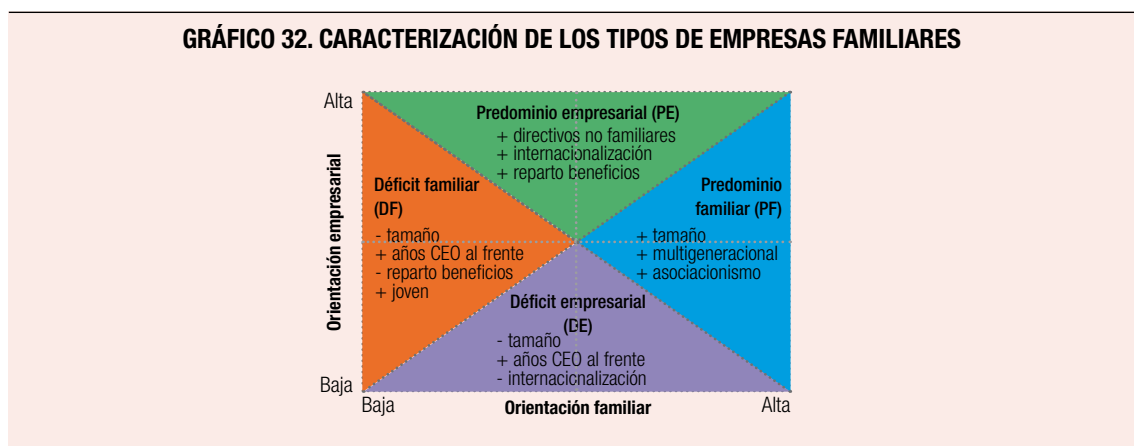 GRÁFICO 32. CARACTERIZACIÓN DE LOS TIPOS DE EMPRESAS FAMILIARES
Alta
Orientación empresarial
Baja
Predominio empresarial (PE)
+ directivos no familiares
+ internacionalización
+ reparto beneficios
Déficit familiar
(DF)
- tamaño
+ años CEO al frente
- reparto beneficios
+ joven
Predominio
familiar (PF)
+ tamaño
+ multigeneracional
+ asociacionismo
Déficit empresarial
(DE)
- tamaño
+ años CEO al frente
- internacionalización
Baja
Orientación familiar
Alta